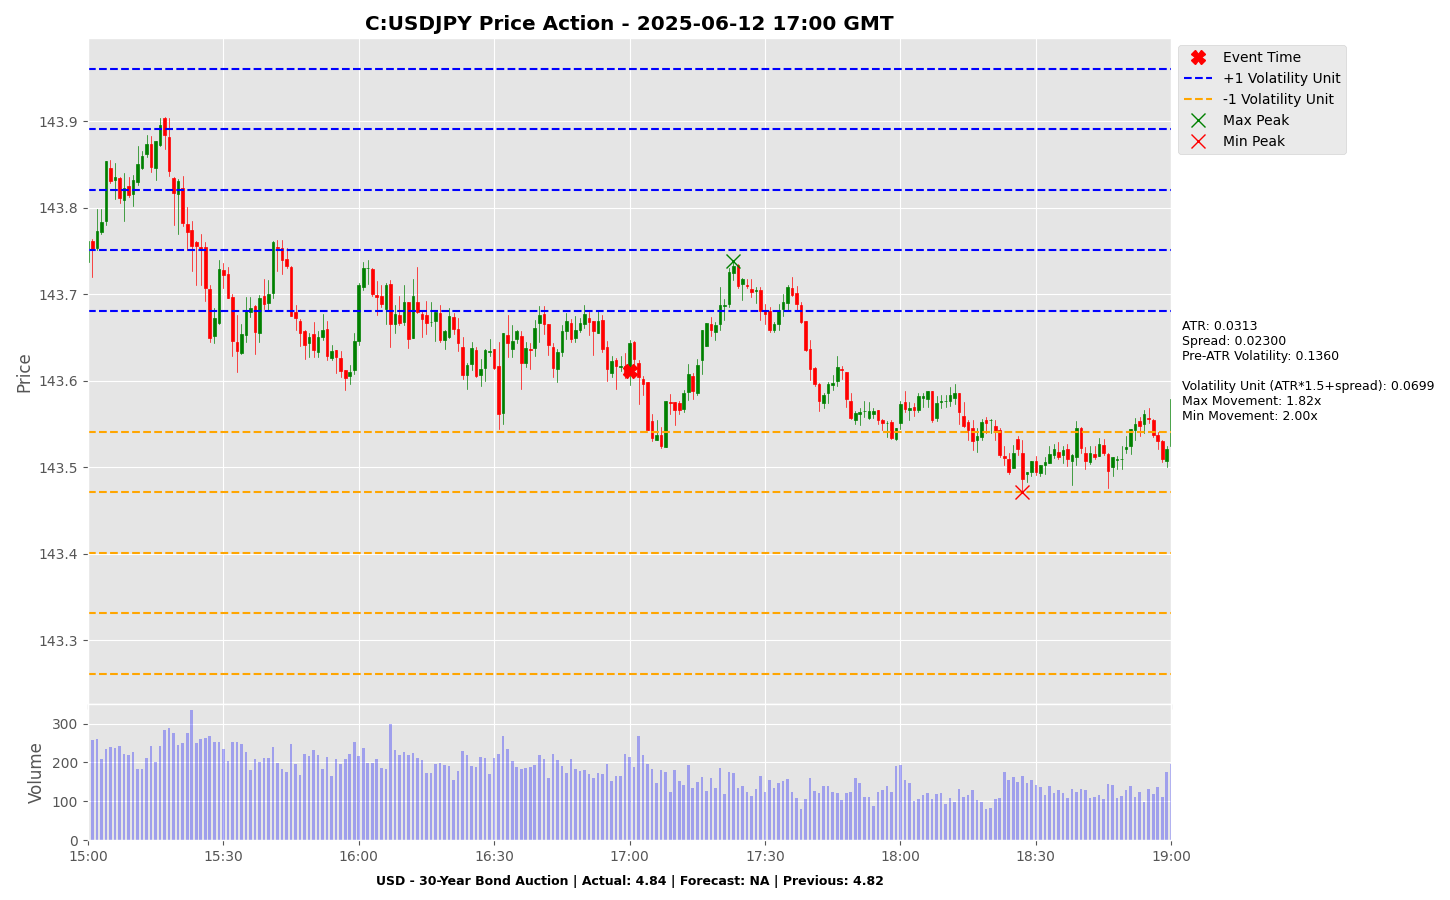 C:USDJPY Price Action - 2025-06-12 17:00 GMT
Event Time
+1 Volatility Unit
-1 Volatility Unit
Max Peak
Min Peak
Price
143.9
143.8
143.7
143.6
143.5
143.4
143.3
ATR: 0.0313
Spread: 0.02300
Pre-ATR Volatility: 0.1360
Volatility Unit (ATR*1.5+spread): 0.0699
Max Movement: 1.82x
Min Movement: 2.00x
Volume
300
200
100
0
15:00 15:30 16:00 16:30 17:00 17:30 18:00 18:30 19:00
USD - 30-Year Bond Auction | Actual: 4.84 | Forecast: NA | Previous: 4.82